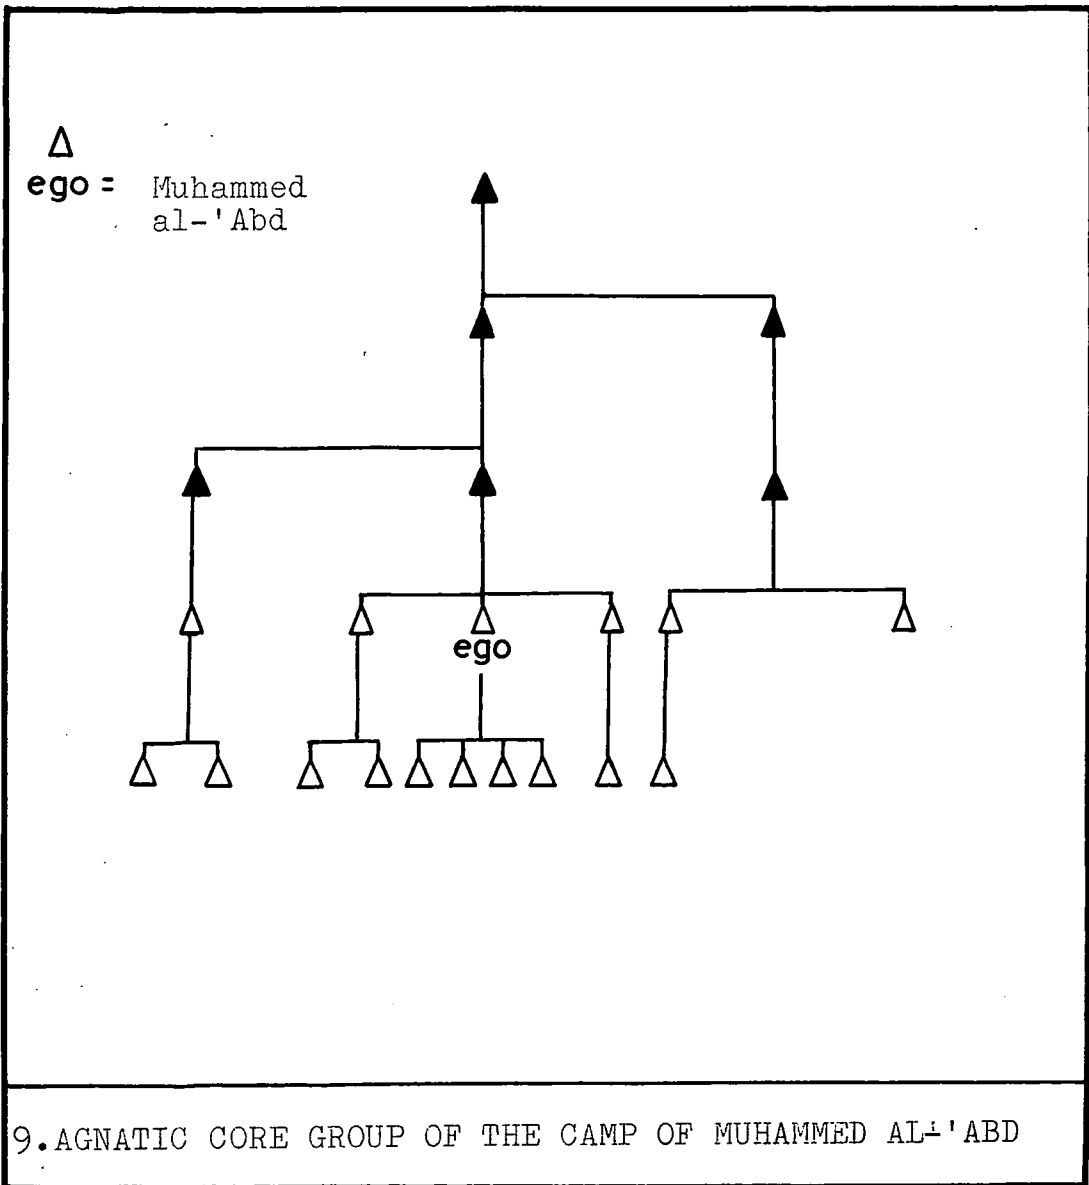 ego = Muhammed
al-'Abd
ego
9.AGNATIC CORE GROUP OF THE CAMP OF MUHAMMED AL-'ABD